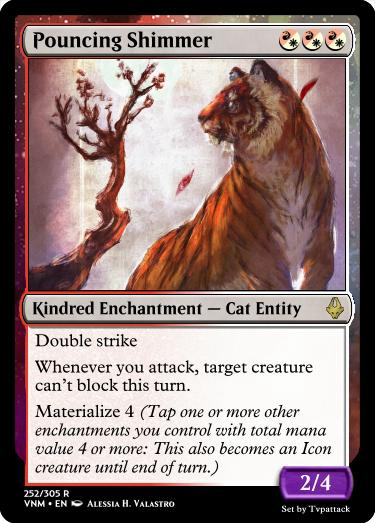 Pouncing Shimmer
Kindred Enchantment — Cat Entity
Double strike
Whenever you attack, target creature
can't block this turn.
Materialize 4 (Tap one or more other
enchantments you control with total mana
value 4 or more: This also becomes an Icon
creature until end of turn.)
2/4
252/305 R
VNM • EN Alessia H. Valastro
Set by Tvpattack